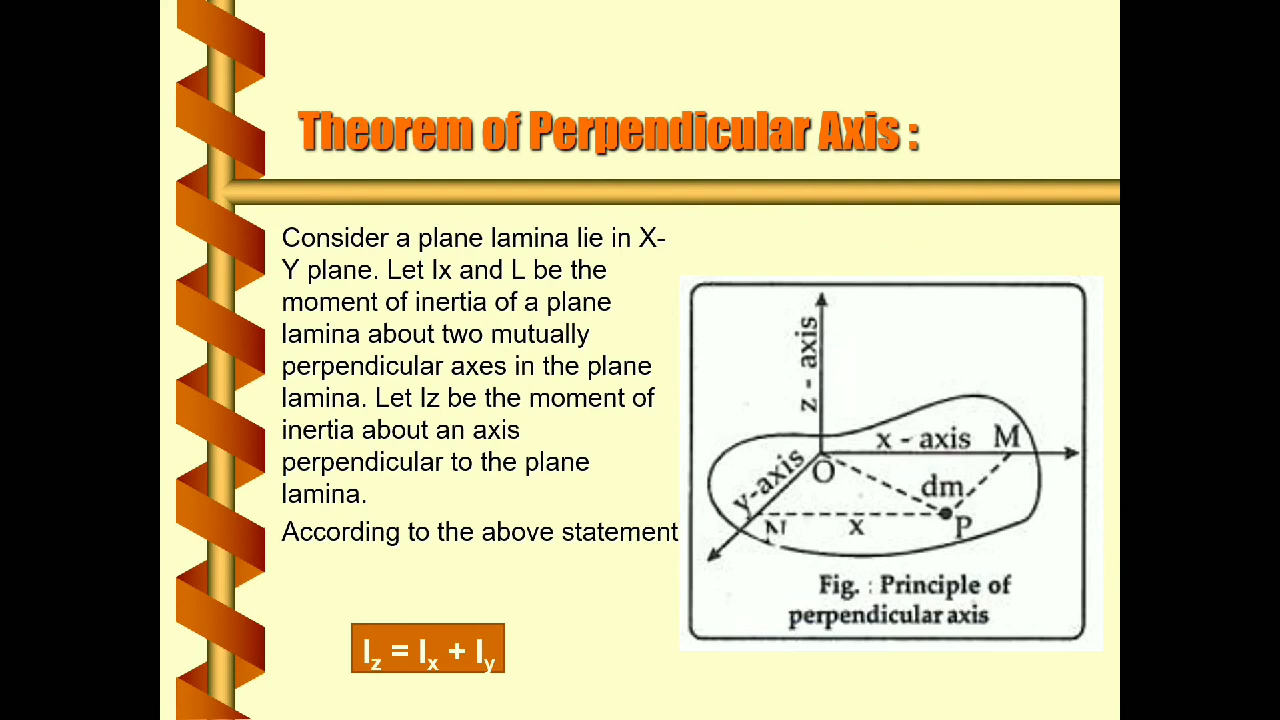 Theorem of Perpendicular Axis :
Consider a plane lamina lie in X-
Y plane. Let Ix and L be the
moment of inertia of a plane
lamina about two mutually
perpendicular axes in the plane
lamina. Let Iz be the moment of
inertia about an axis
perpendicular to the plane
lamina.
According to the above statement
I_z = I_x + I_y
z - axis
x - axis M
y-axis
O
dm
N x P
Fig. : Principle of
perpendicular axis